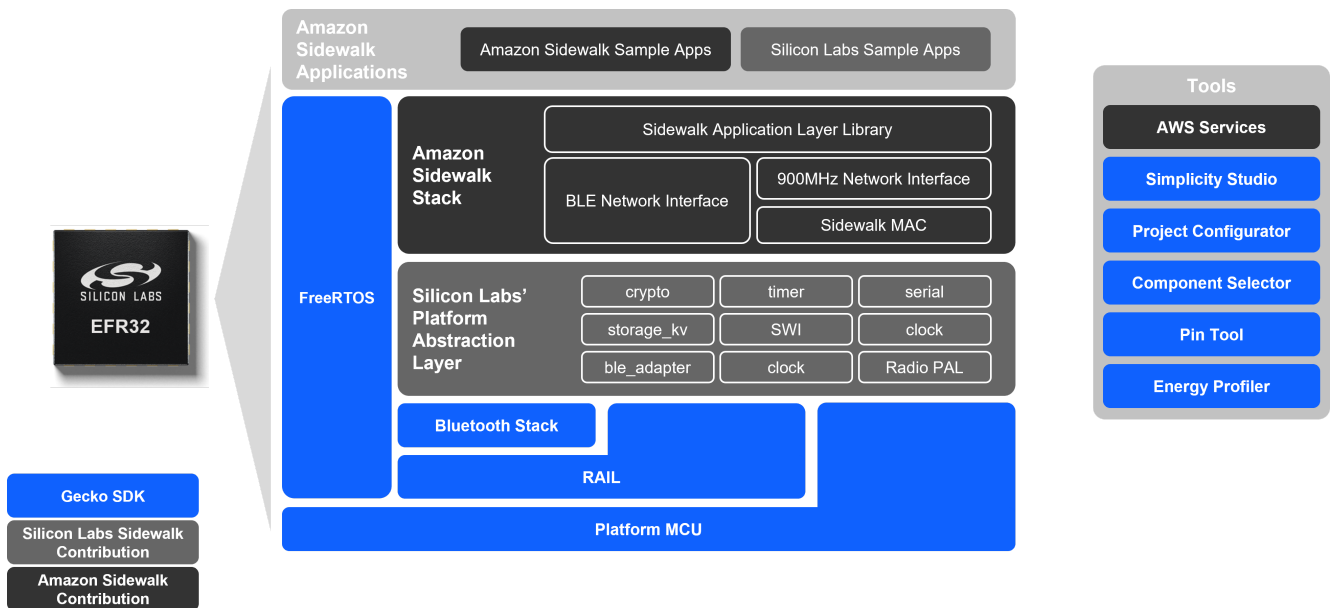 Amazon
Sidewalk
Applications
Amazon Sidewalk Sample Apps
Silicon Labs Sample Apps
FreeRTOS
Amazon
Sidewalk
Stack
Sidewalk Application Layer Library
BLE Network Interface
900MHz Network Interface
Sidewalk MAC
Silicon Labs’
Platform
Abstraction
Layer
crypto
timer
serial
storage_kv
SWI
clock
ble_adapter
clock
Radio PAL
Bluetooth Stack
RAIL
Platform MCU
SILICON LABS
EFR32
Gecko SDK
Silicon Labs Sidewalk
Contribution
Amazon Sidewalk
Contribution
Tools
AWS Services
Simplicity Studio
Project Configurator
Component Selector
Pin Tool
Energy Profiler